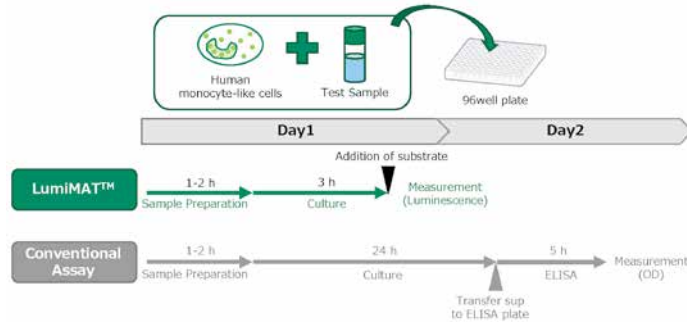 Human
monocyte-like cells
Test Sample
96well plate
Day1
Day2
Addition of substrate
LumiMAT™
1-2 h
3 h
Sample Preparation
Culture
Measurement
(Luminescence)
Conventional
Assay
1-2 h
24 h
5 h
Sample Preparation
Culture
ELISA
Measurement
(OD)
Transfer sup
to ELISA plate